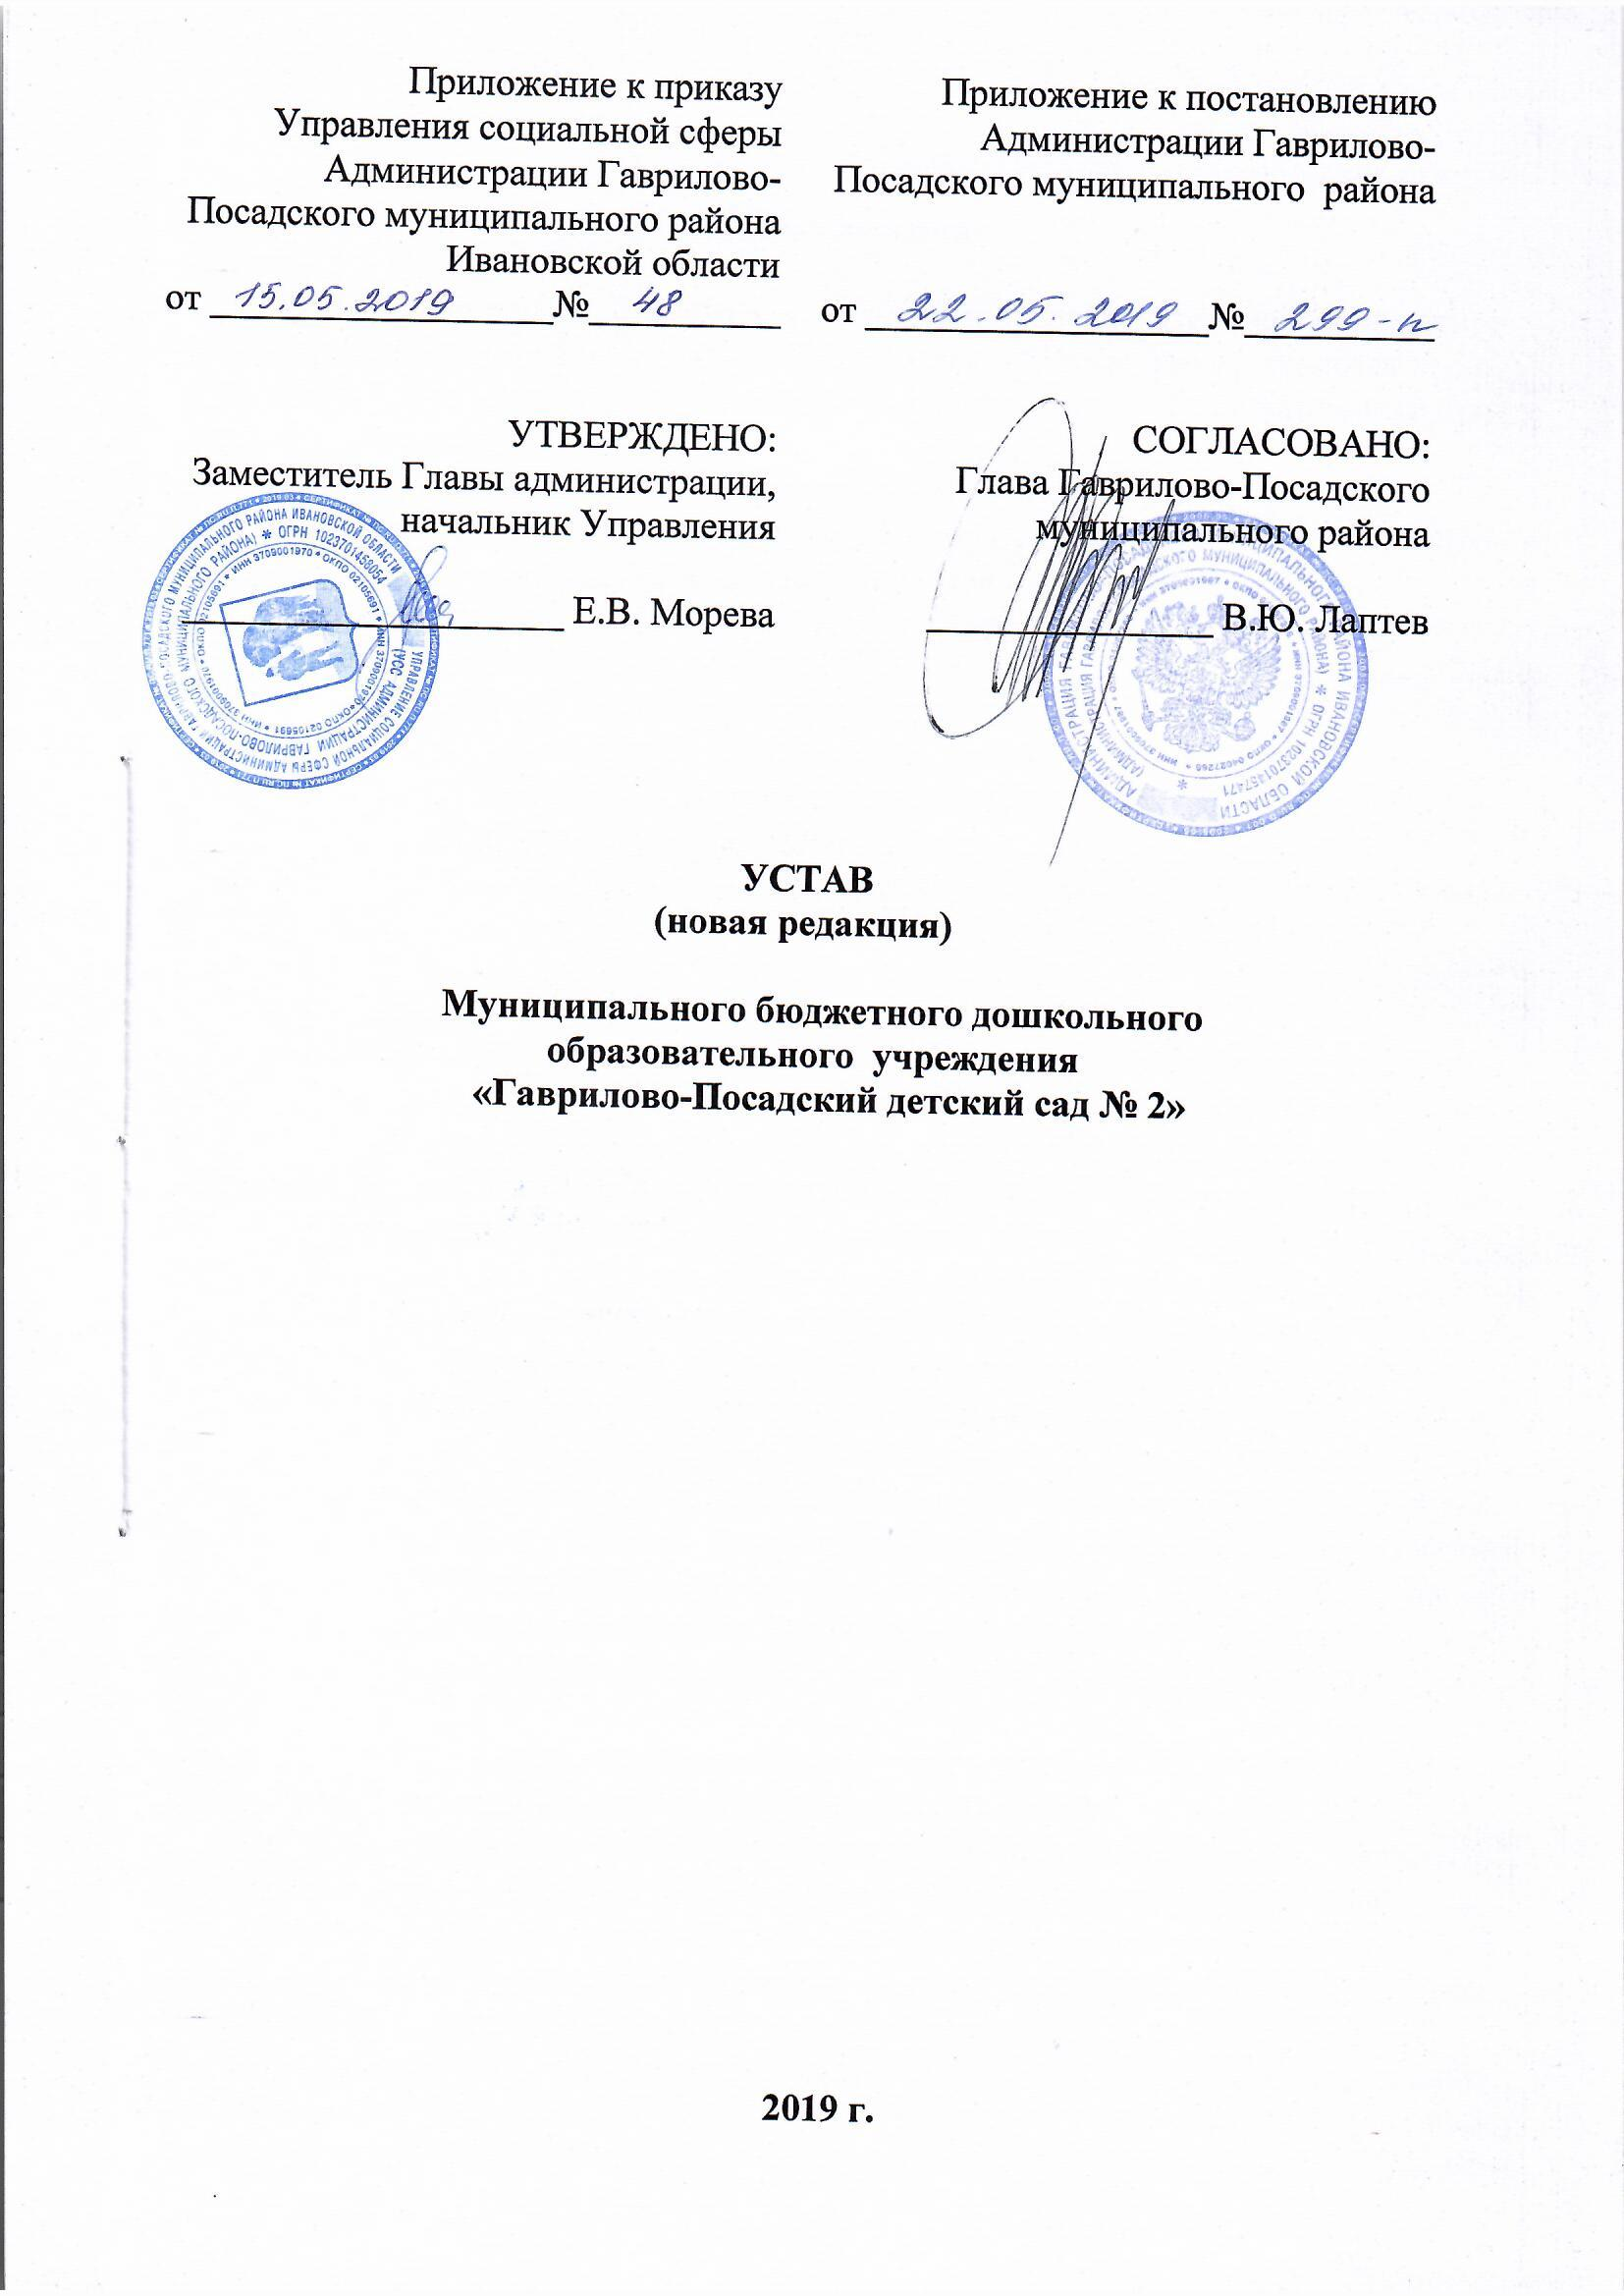 Приложение к приказу
Управления социальной сферы
Администрации Гаврилово-
Посадского муниципального района
Ивановской области
от 15.05.2019 № 48
Приложение к постановлению
Администрации Гаврилово-
Посадского муниципального района
от 22.05.2019 № 299-п
УТВЕРЖДЕНО:
Заместитель Главы администрации,
начальник Управления
Е.В. Морева
СОГЛАСОВАНО:
Глава Гаврилово-Посадского
муниципального района
В.Ю. Лаптев
УСТАВ
(новая редакция)
Муниципального бюджетного дошкольного
образовательного учреждения
«Гаврилово-Посадский детский сад № 2»
2019 г.